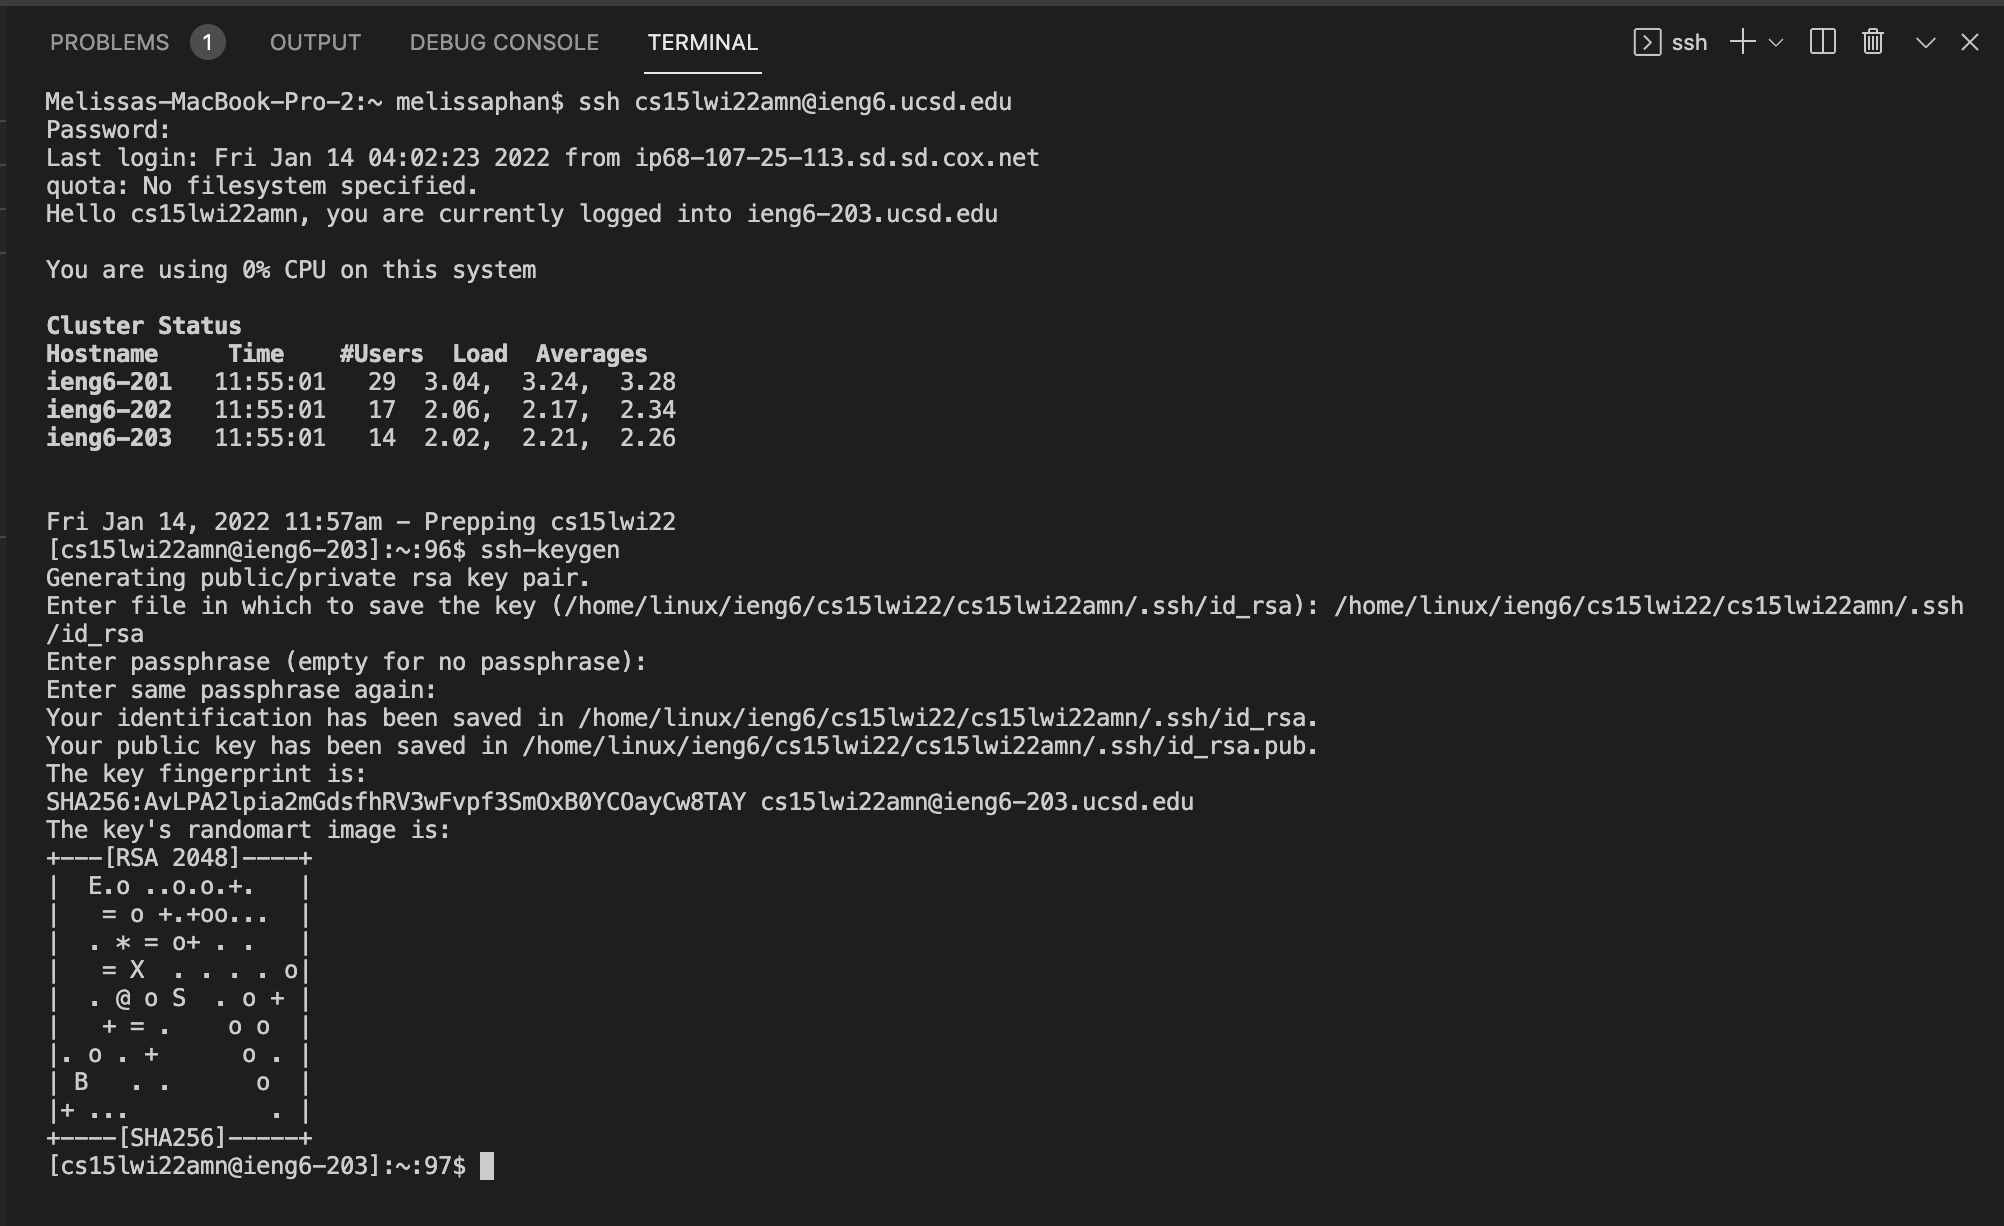 PROBLEMS 1 OUTPUT DEBUG CONSOLE TERMINAL ssh
Melissas-MacBook-Pro-2:~ melissaphan$ ssh cs15lwi22amn@ieng6.ucsd.edu
Password:
Last login: Fri Jan 14 04:02:23 2022 from ip68-107-25-113.sd.sd.cox.net
quota: No filesystem specified.
Hello cs15lwi22amn, you are currently logged into ieng6-203.ucsd.edu
You are using 0% CPU on this system
Cluster Status
Hostname     Time    #Users  Load  Averages
ieng6-201   11:55:01   29  3.04,  3.24,  3.28
ieng6-202   11:55:01   17  2.06,  2.17,  2.34
ieng6-203   11:55:01   14  2.02,  2.21,  2.26
Fri Jan 14, 2022 11:57am - Prepping cs15lwi22
[cs15lwi22amn@ieng6-203]:~:96$ ssh-keygen
Generating public/private rsa key pair.
Enter file in which to save the key (/home/linux/ieng6/cs15lwi22/cs15lwi22amn/.ssh/id_rsa): /home/linux/ieng6/cs15lwi22/cs15lwi22amn/.ssh
/id_rsa
Enter passphrase (empty for no passphrase):
Enter same passphrase again:
Your identification has been saved in /home/linux/ieng6/cs15lwi22/cs15lwi22amn/.ssh/id_rsa.
Your public key has been saved in /home/linux/ieng6/cs15lwi22/cs15lwi22amn/.ssh/id_rsa.pub.
The key fingerprint is:
SHA256:AvLPA2lpia2mGdsfhRV3wFvpf3SmOxB0YCOayCw8TAY cs15lwi22amn@ieng6-203.ucsd.edu
The key's randomart image is:
+---[RSA 2048]----+
|  E.o ..o.o.+.   |
|   = o +.+oo...  |
|  . * = o+ . .   |
|   = X  . . . . o|
|  . @ o S  . o + |
|   + = .    o o  |
|. o . +      o . |
| B   . .      o  |
|+ ...          . |
+----[SHA256]-----+
[cs15lwi22amn@ieng6-203]:~:97$